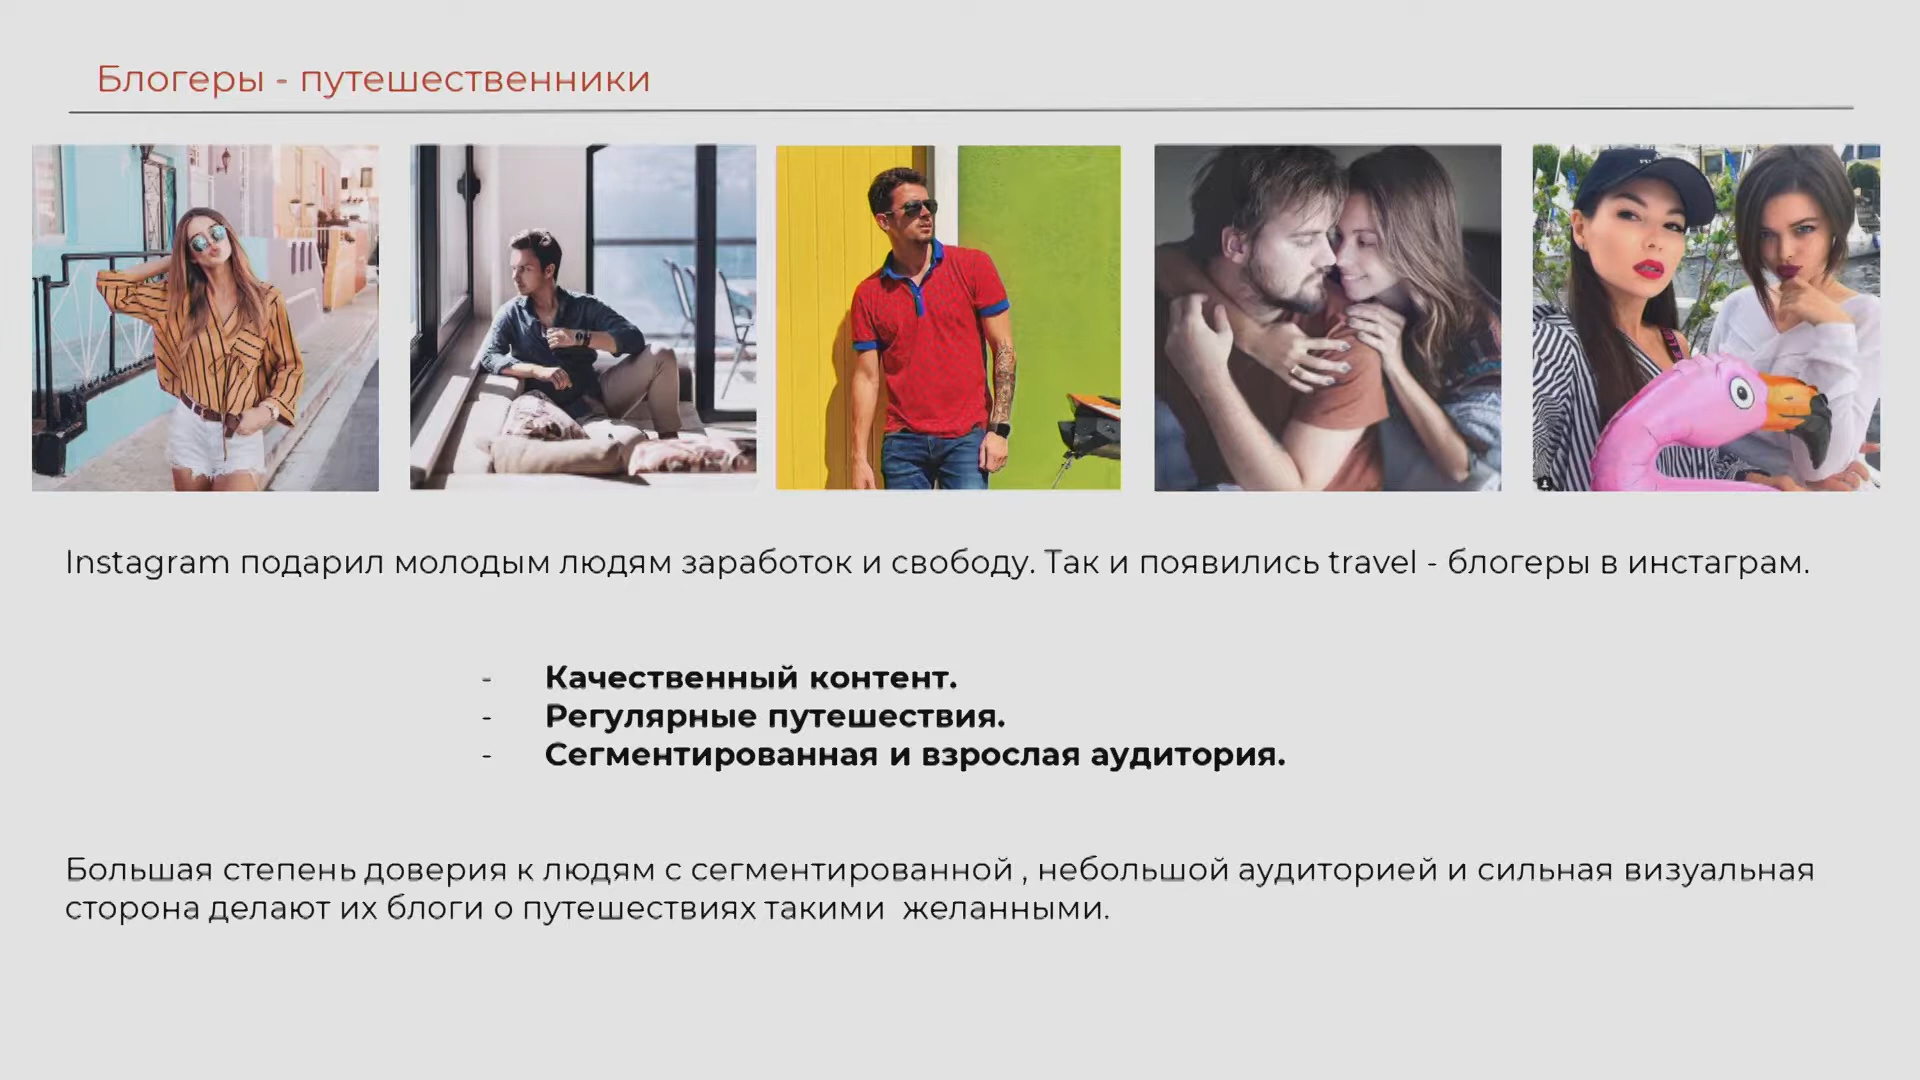 Блогеры - путешественники
Instagram подарил молодым людям заработок и свободу. Так и появились travel - блогеры в инстаграм.
- Качественный контент.
- Регулярные путешествия.
- Сегментированная и взрослая аудитория.
Большая степень доверия к людям с сегментированной , небольшой аудиторией и сильная визуальная
сторона делают их блоги о путешествиях такими  желанными.